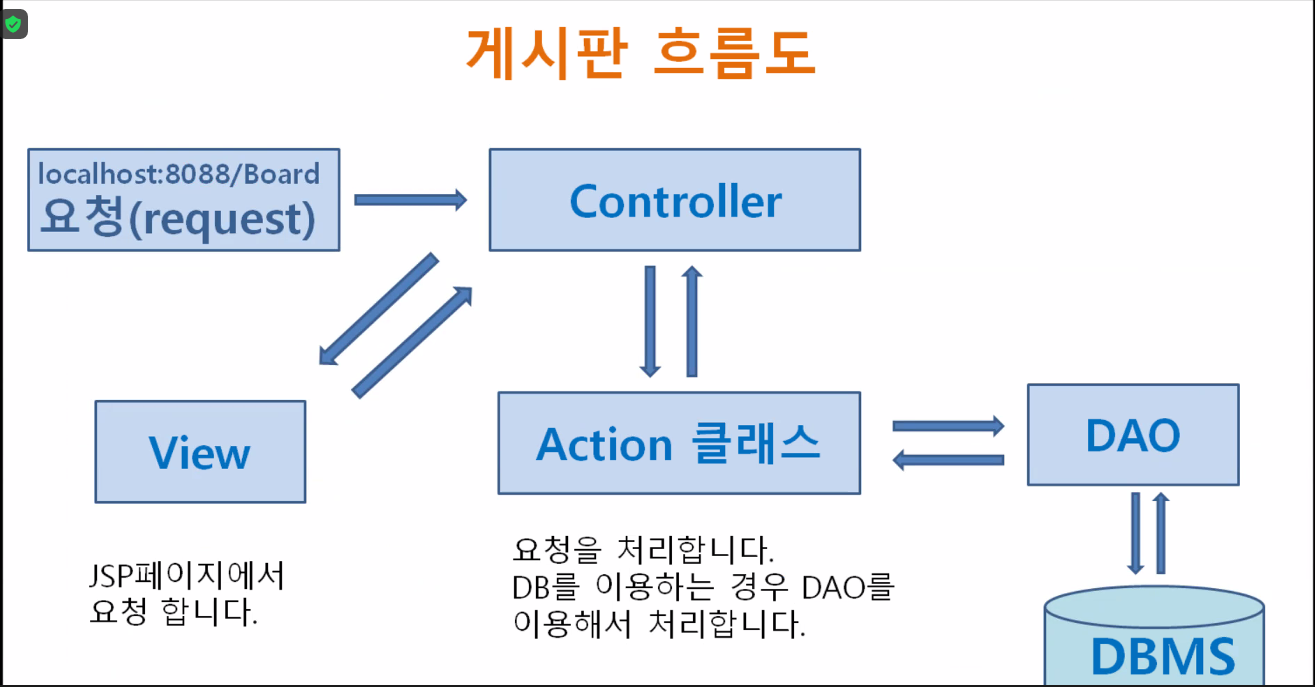 게시판 흐름도
localhost:8088/Board
요청(request)
Controller
View
Action 클래스
DAO
JSP페이지에서
요청 합니다.
요청을 처리합니다.
DB를 이용하는 경우 DAO를
이용해서 처리합니다.
DBMS